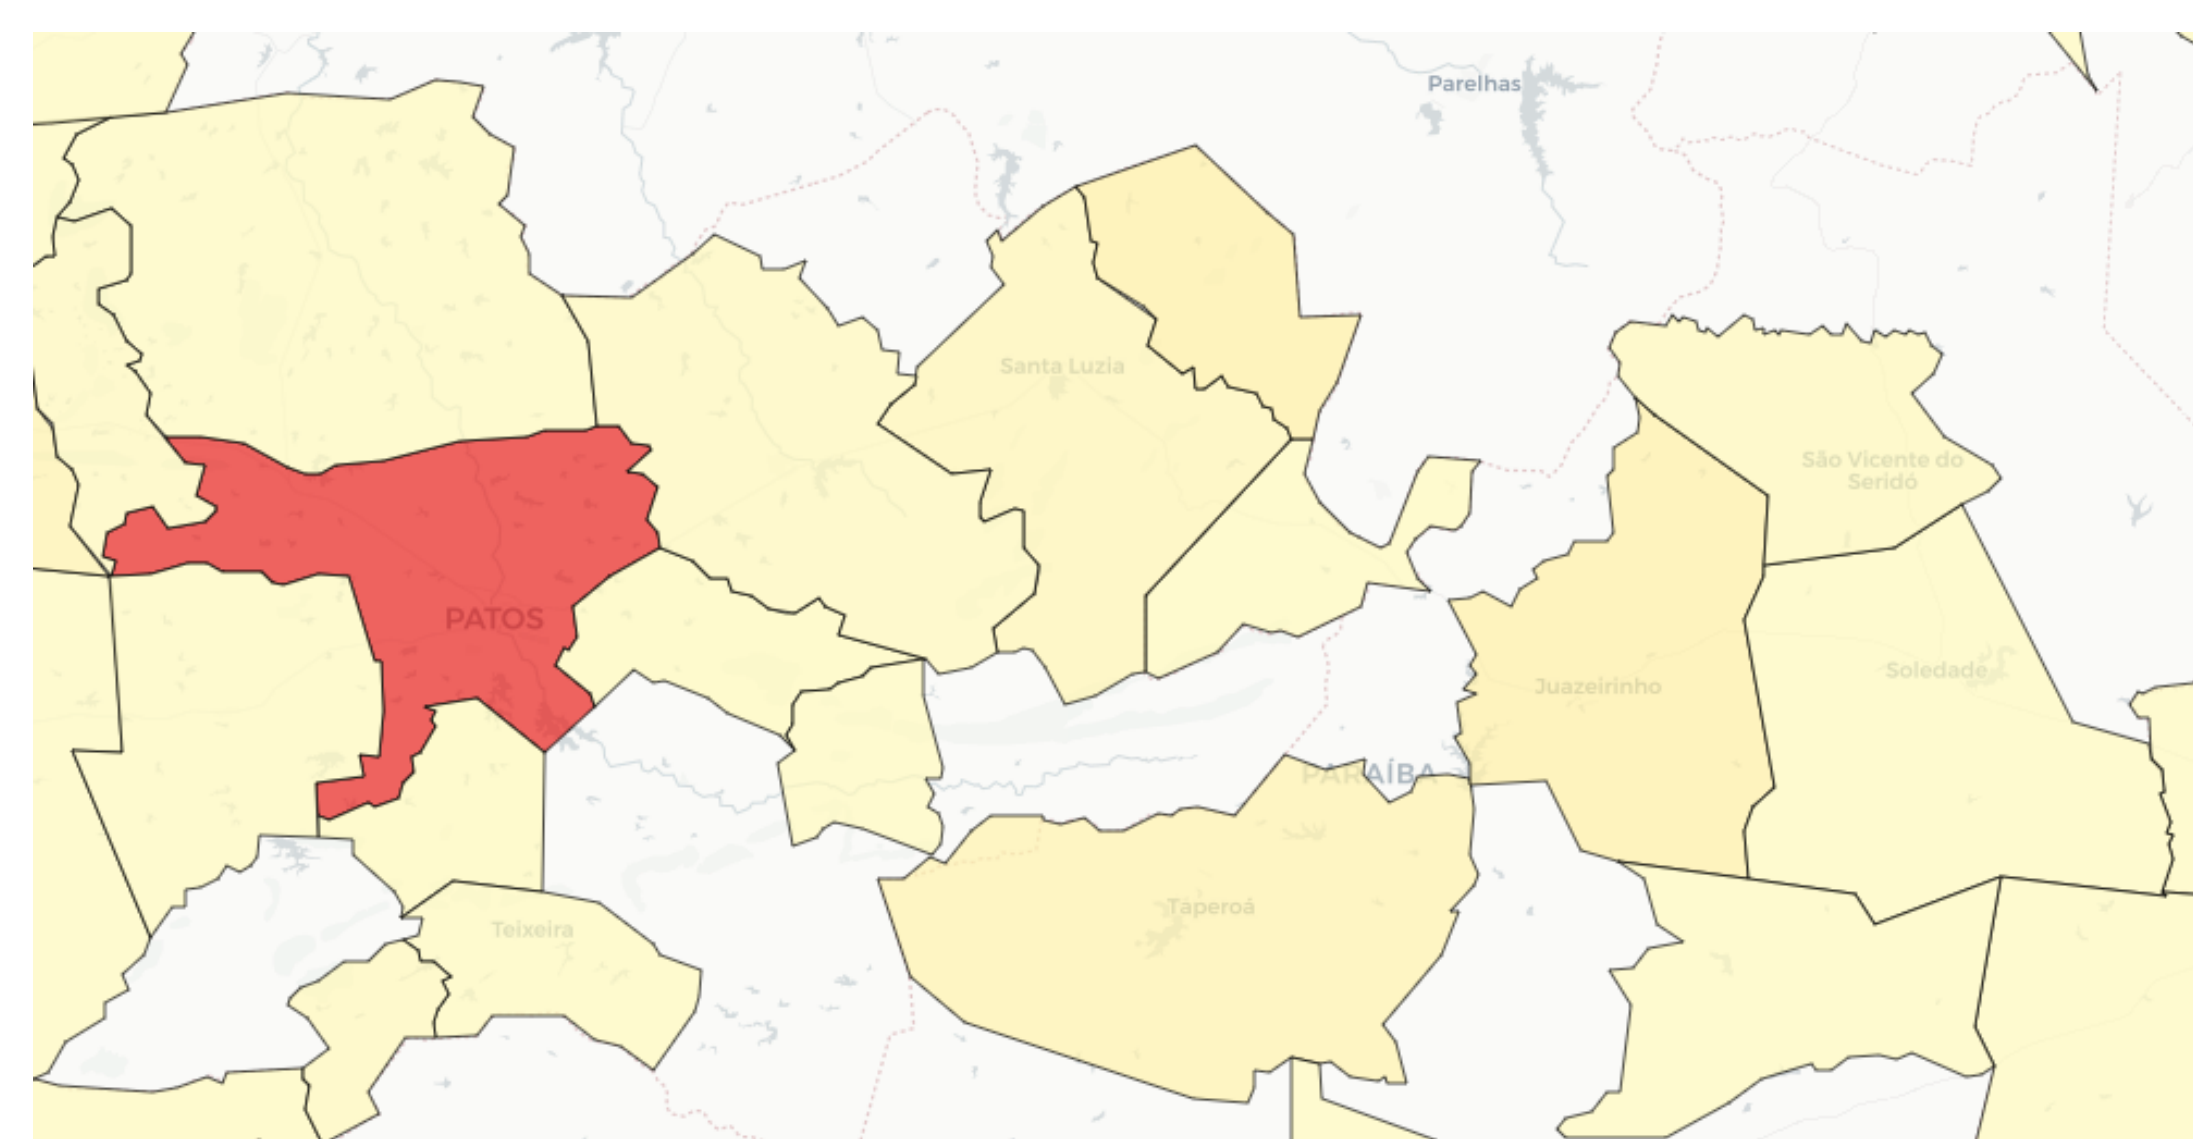 Parelhas
Santa Luzia
São Vicente do
Seridó
PATOS
Soledade
Juazeirinho
PARAÍBA
Taperoá
Teixeira